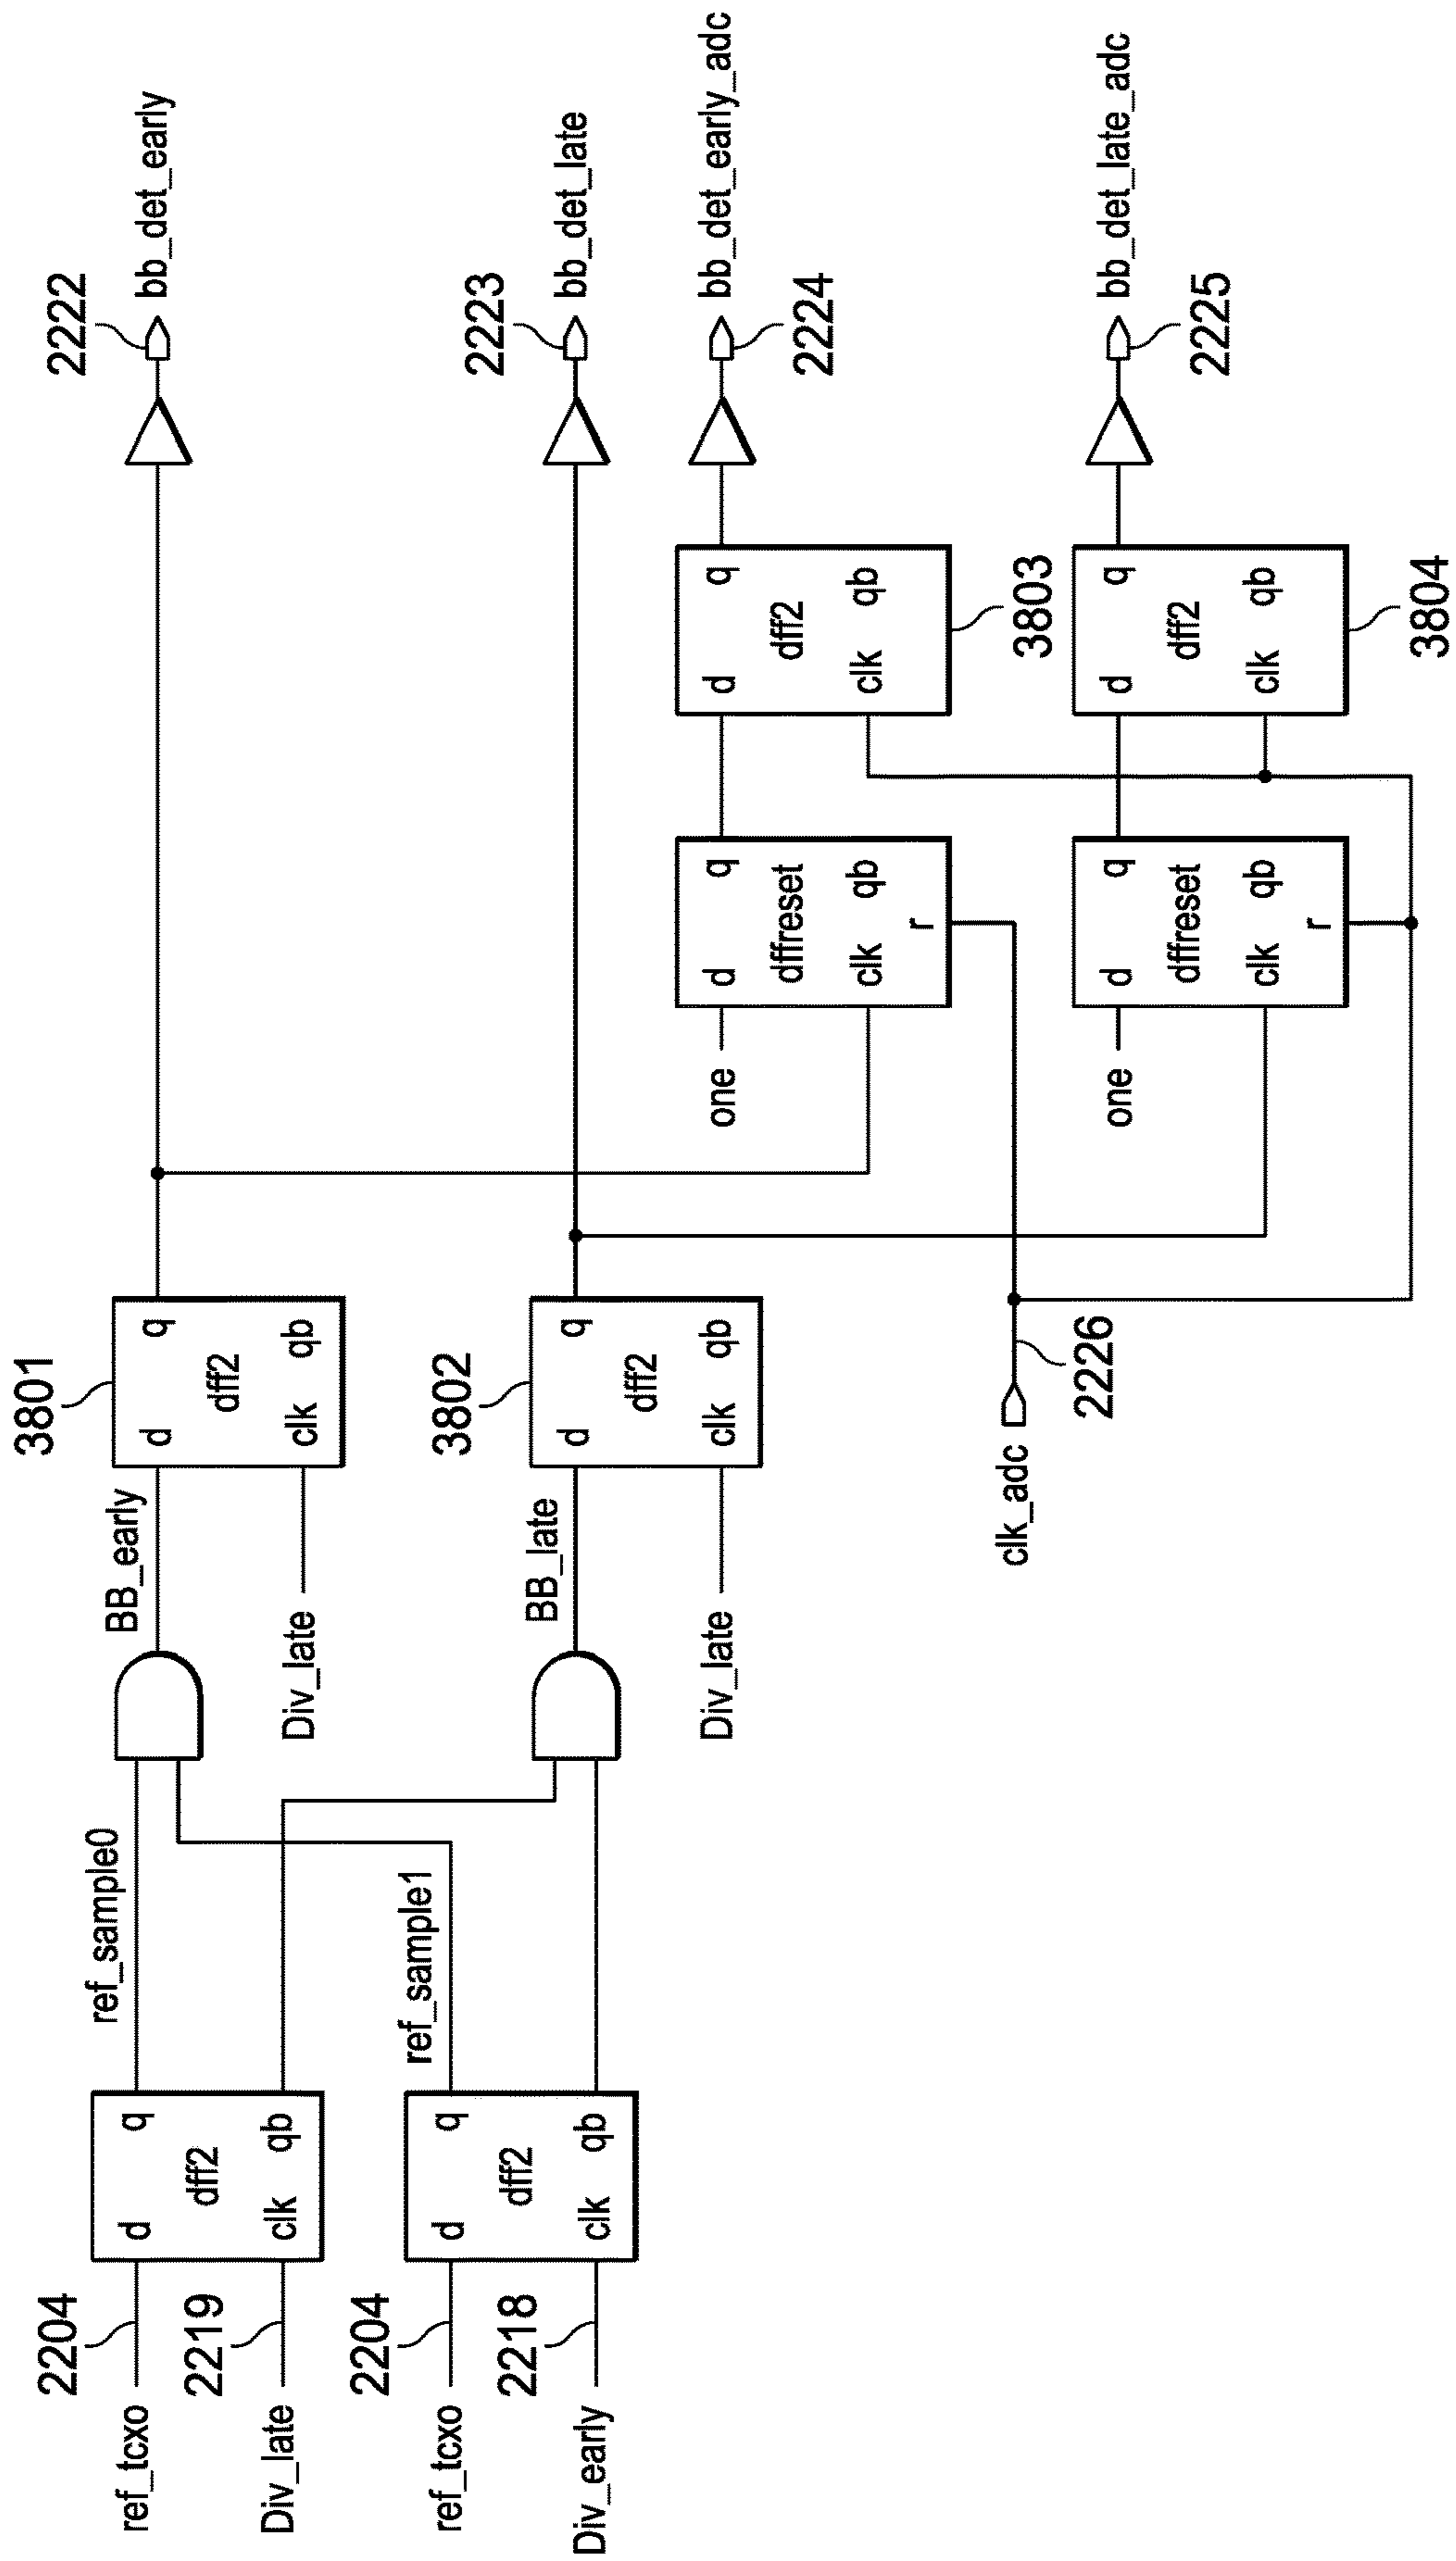 2204
ref_tcxo
2219
Div_late
d
q
dff2
clk
qb
ref_sample0
2204
ref_tcxo
2218
Div_early
d
q
dff2
clk
qb
ref_sample1
BB_early
Div_late
3801
d
q
dff2
clk
qb
2222
bb_det_early
BB_late
Div_late
3802
d
q
dff2
clk
qb
2223
bb_det_late
one
d
q
dffreset
clk
qb
r
d
q
dff2
clk
qb
3803
2224
bb_det_early_adc
clk_adc
2226
one
d
q
dffreset
clk
qb
r
d
q
dff2
clk
qb
3804
2225
bb_det_late_adc